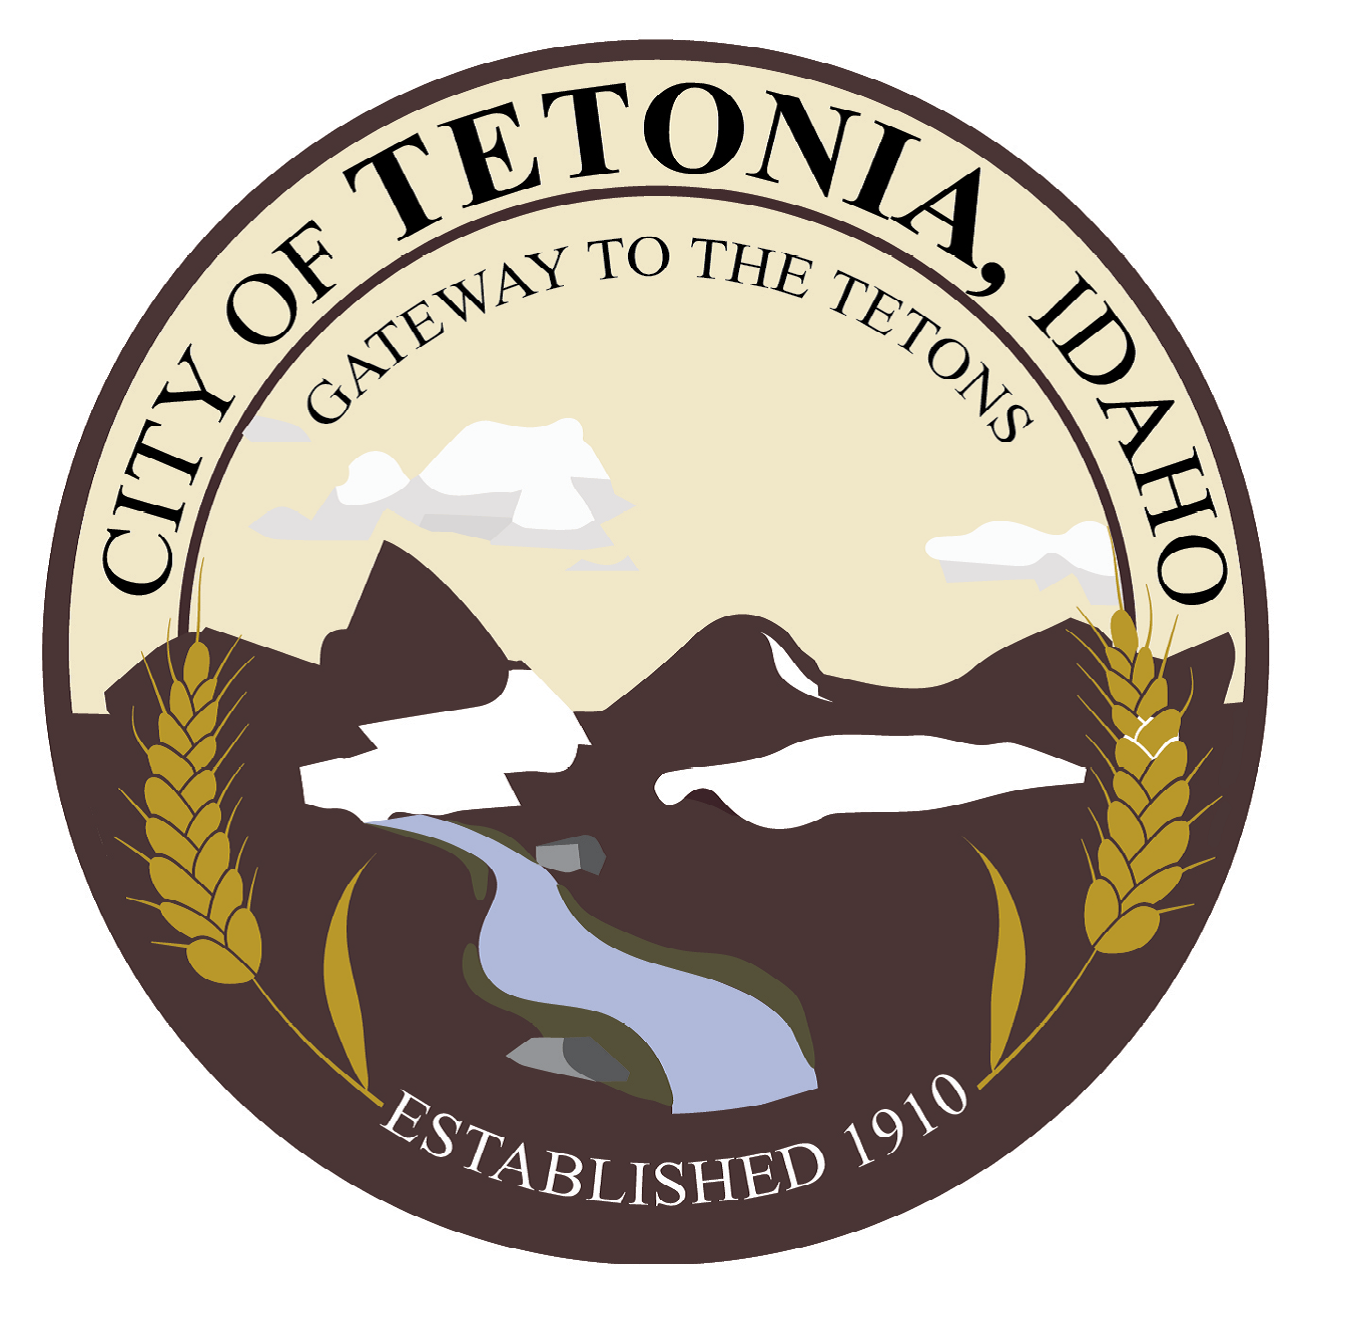 CITY OF TETONIA, IDAHO
GATEWAY TO THE TETONS
ESTABLISHED 1910